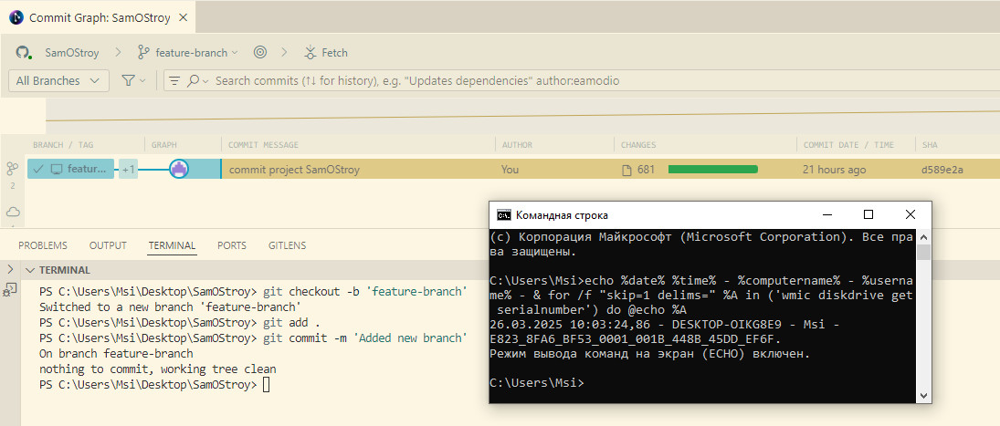 Commit Graph: SamOStroy
SamOStroy
feature-branch
Fetch
All Branches
Search commits (↑↓ for history), e.g. "Updates dependencies" author:eamodio
BRANCH / TAG
GRAPH
COMMIT MESSAGE
AUTHOR
CHANGES
COMMIT DATE / TIME
SHA
featur...
+1
commit project SamOStroy
You
681
21 hours ago
d589e2a
2
PROBLEMS
OUTPUT
TERMINAL
PORTS
GITLENS
TERMINAL
PS C:\Users\Msi\Desktop\SamOStroy> git checkout -b 'feature-branch'
Switched to a new branch 'feature-branch'
PS C:\Users\Msi\Desktop\SamOStroy> git add .
PS C:\Users\Msi\Desktop\SamOStroy> git commit -m 'Added new branch'
On branch feature-branch
nothing to commit, working tree clean
PS C:\Users\Msi\Desktop\SamOStroy>
Командная строка
(c) Корпорация Майкрософт (Microsoft Corporation). Все пра
ва защищены.
C:\Users\Msi>echo %date% %time% - %computername% - %userna
me% - & for /f "skip=1 delims=" %A in ('wmic diskdrive get
serialnumber') do @echo %A
26.03.2025 10:03:24,86 - DESKTOP-OIKG8E9 - Msi -
E823_8FA6_BF53_0001_001B_448B_45DD_EF6F.
Режим вывода команд на экран (ECHO) включен.
C:\Users\Msi>